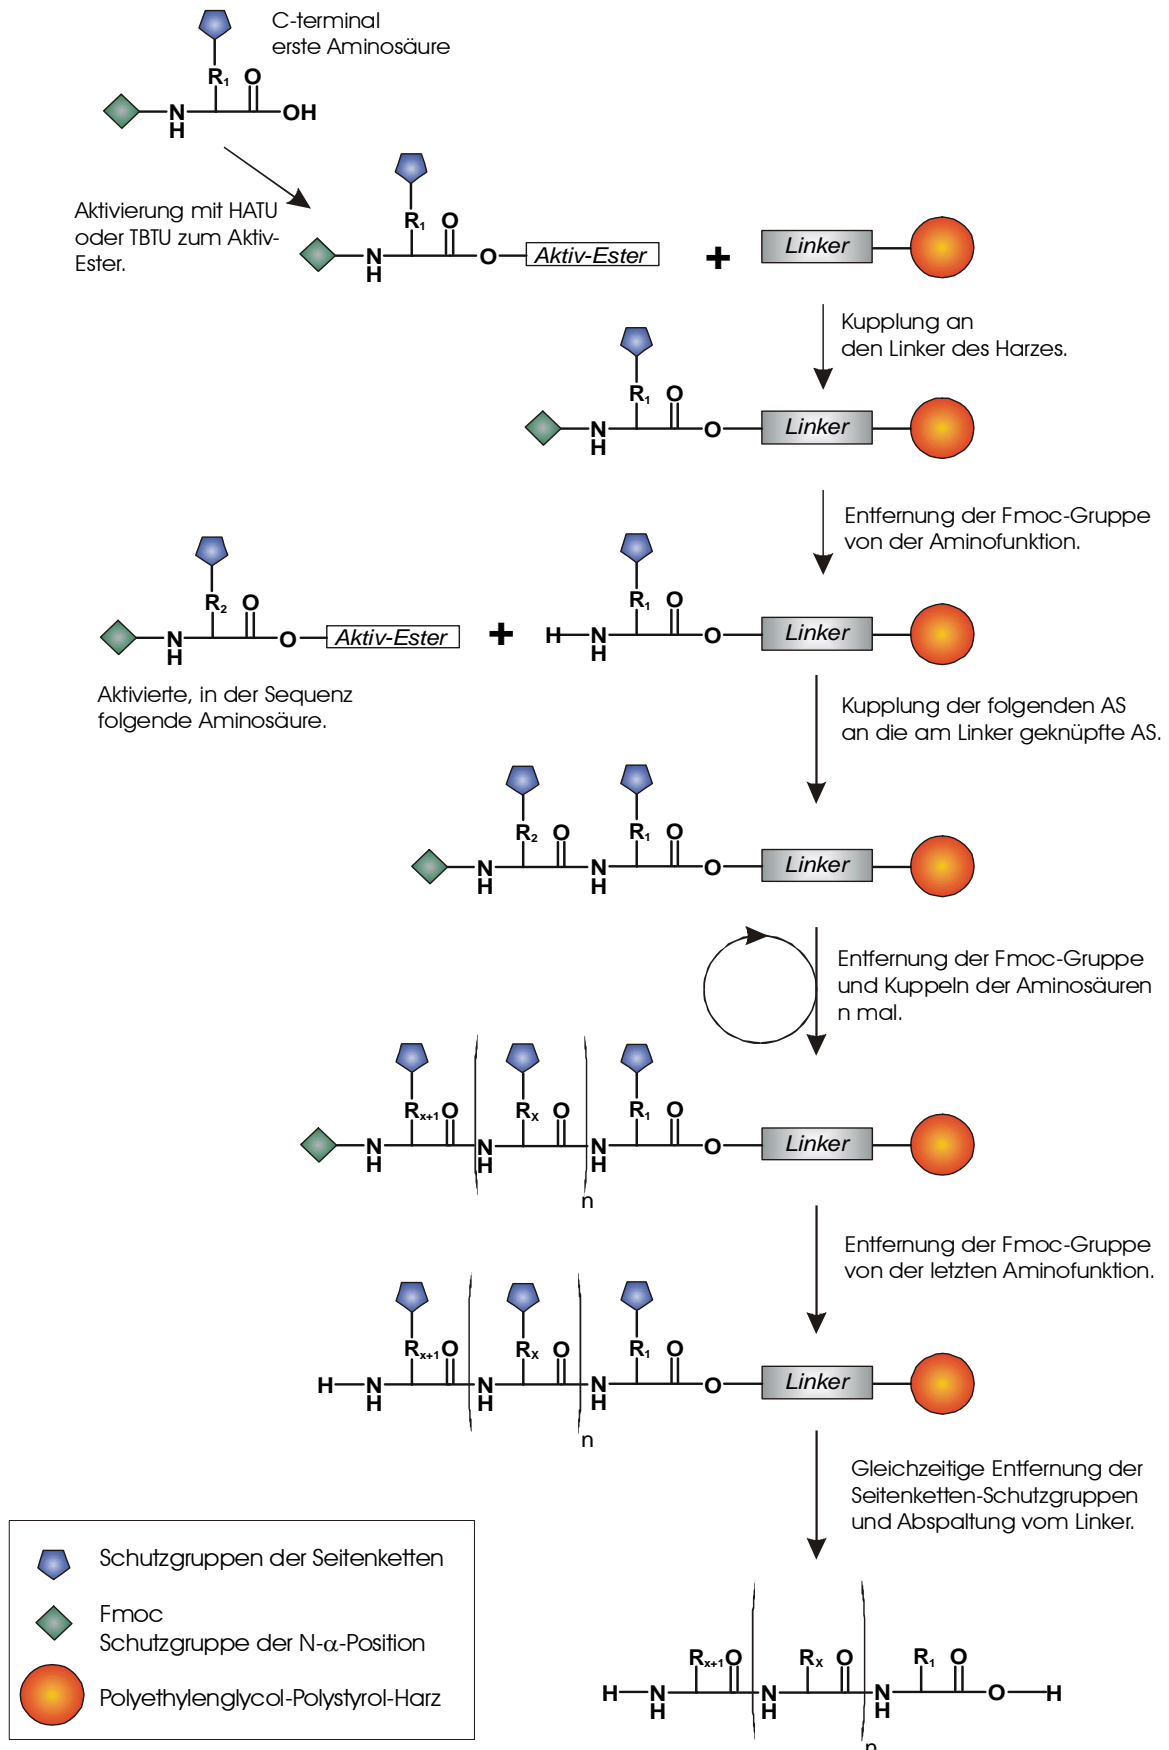 C-terminal
erste Aminosäure
R1 O
N
H
OH
Aktivierung mit HATU
oder TBTU zum Aktiv-
Ester.
R1 O
N
H
O
Aktiv-Ester
+
Linker
Kupplung an
den Linker des Harzes.
R1 O
N
H
O
Linker
Entfernung der Fmoc-Gruppe
von der Aminofunktion.
R2 O
N
H
O
Aktiv-Ester
+
R1 O
H N
H
O
Linker
Aktivierte, in der Sequenz
folgende Aminosäure.
Kupplung der folgenden AS
an die am Linker geknüpfte AS.
R2 O R1 O
N N O
H H
Linker
Entfernung der Fmoc-Gruppe
und Kuppeln der Aminosäuren
n mal.
Rx+1 O RX O R1 O
N N N O
H H H
Linker
n
Entfernung der Fmoc-Gruppe
von der letzten Aminofunktion.
Rx+1 O RX O R1 O
H N N N O
H H H
Linker
n
Gleichzeitige Entfernung der
Seitenketten-Schutzgruppen
und Abspaltung vom Linker.
Schutzgruppen der Seitenketten
Fmoc
Schutzgruppe der N-α-Position
Polyethylenglycol-Polystyrol-Harz
Rx+1 O RX O R1 O
H N N N O H
H H H
n